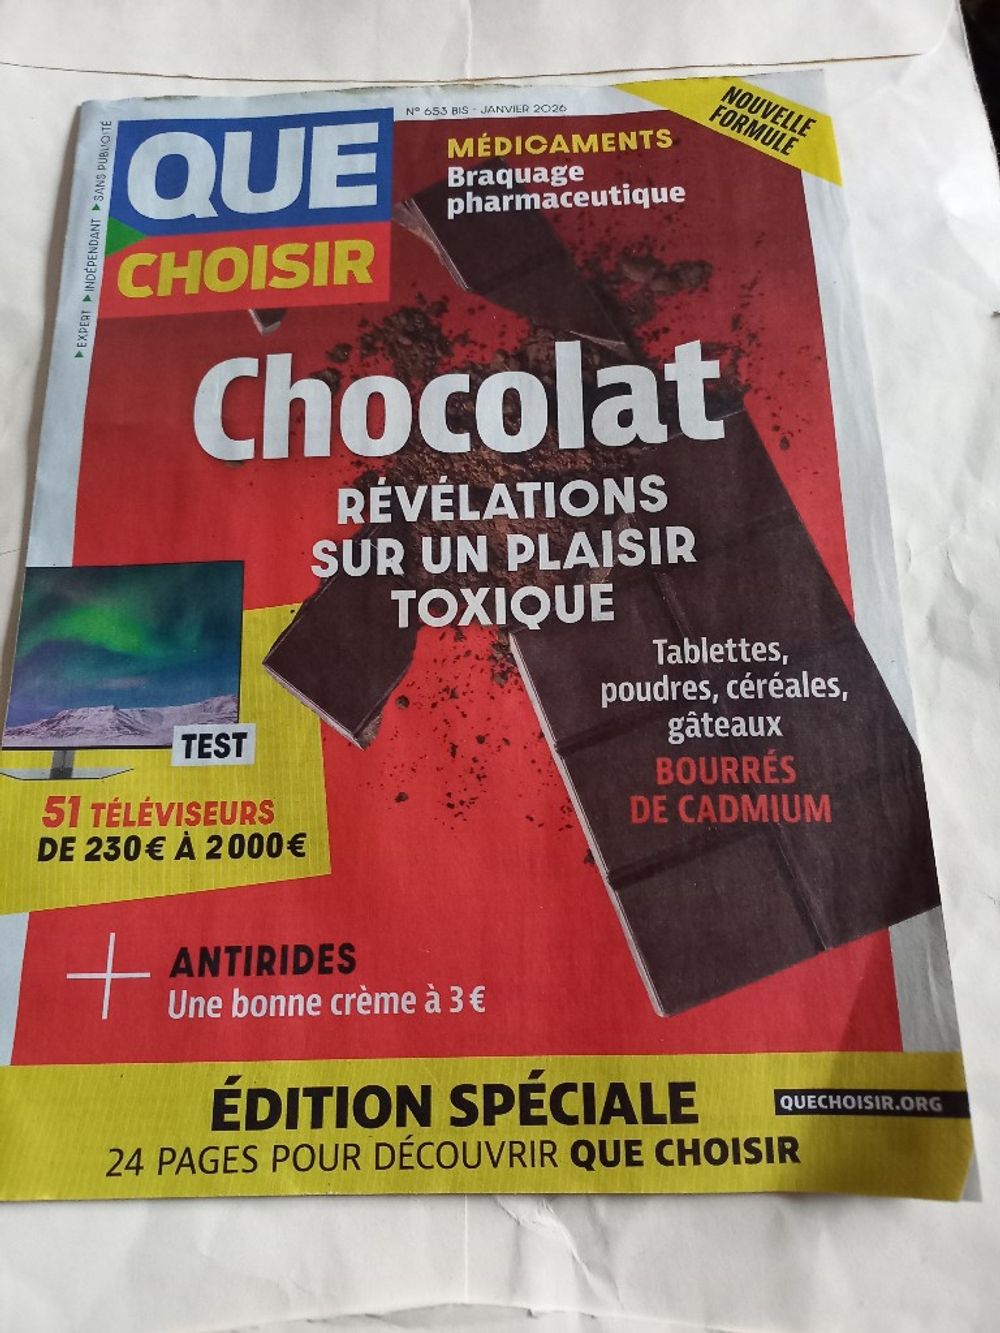 N° 653 BIS - JANVIER 2026
NOUVELLE
FORMULE
▶ EXPERT ▶ INDÉPENDANT ▶ SANS PUBLICITÉ
QUE
CHOISIR
MÉDICAMENTS
Braquage
pharmaceutique
Chocolat
RÉVÉLATIONS
SUR UN PLAISIR
TOXIQUE
Tablettes,
poudres, céréales,
gâteaux
BOURRÉS
DE CADMIUM
TEST
51 TÉLÉVISEURS
DE 230 € À 2 000 €
+ ANTIRIDES
Une bonne crème à 3 €
ÉDITION SPÉCIALE
QUECHOISIR.ORG
24 PAGES POUR DÉCOUVRIR QUE CHOISIR